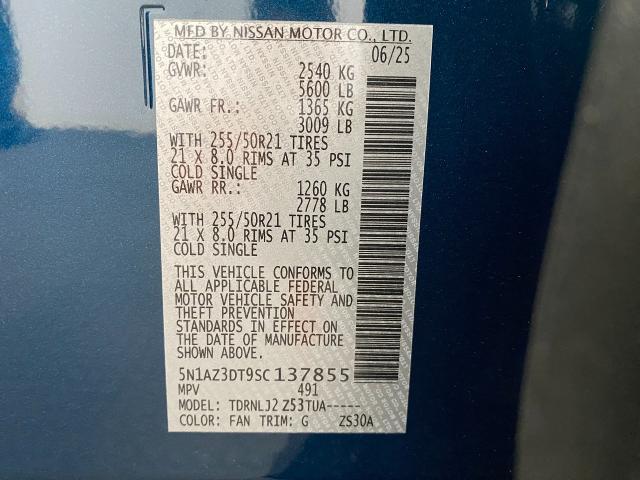 MFD BY NISSAN MOTOR CO., LTD.
DATE: 06/25
GVWR: 2540 KG
5600 LB
GAWR FR.: 1365 KG
3009 LB
WITH 255/50R21 TIRES
21 X 8.0 RIMS AT 35 PSI
COLD SINGLE
GAWR RR.: 1260 KG
2778 LB
WITH 255/50R21 TIRES
21 X 8.0 RIMS AT 35 PSI
COLD SINGLE
THIS VEHICLE CONFORMS TO
ALL APPLICABLE FEDERAL
MOTOR VEHICLE SAFETY AND
THEFT PREVENTION
STANDARDS IN EFFECT ON
THE DATE OF MANUFACTURE
SHOWN ABOVE.
5N1AZ3DT9SC137855
MPV 491
MODEL: TDRNLJ2 Z53TUA-----
COLOR: FAN TRIM: G ZS30A